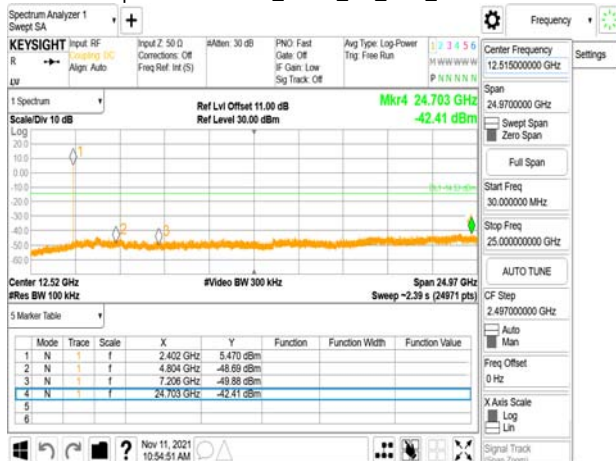 Spectrum Analyzer 1
Swept SA
+
Frequency
KEYSIGHT
Input: RF
Coupling: DC
Align: Auto
Input Z: 50 Ω
Corrections: Off
Freq Ref: Int (S)
#Atten: 30 dB
PNO: Fast
Gate: Off
IF Gain: Low
Sig Track: Off
Avg Type: Log-Power
Trig: Free Run
1 2 3 4 5 6
M W W W W W
P N N N N N
R
1 Spectrum
Scale/Div 10 dB
Log
Ref Lvl Offset 11.00 dB
Ref Level 30.00 dBm
Mkr4 24.703 GHz
-42.41 dBm
20.0
10.0
0.00
-10.0
-20.0
-30.0
-40.0
-50.0
-60.0
1
2
3
Center 12.52 GHz
#Res BW 100 kHz
#Video BW 300 kHz
Span 24.97 GHz
Sweep ~2.39 s (24971 pts)
5 Marker Table
Mode Trace Scale X Y Function Function Width Function Value
1 N 1 f 2.402 GHz 5.470 dBm
2 N 1 f 4.804 GHz -48.69 dBm
3 N 1 f 7.206 GHz -49.88 dBm
4 N 1 f 24.703 GHz -42.41 dBm
5
6
?
Nov 11, 2021
10:54:51 AM
Center Frequency
12.515000000 GHz
Settings
Span
24.9700000 GHz
Swept Span
Zero Span
Full Span
Start Freq
30.000000 MHz
Stop Freq
25.000000000 GHz
AUTO TUNE
CF Step
2.497000000 GHz
Auto
Man
Freq Offset
0 Hz
X Axis Scale
Log
Lin
Signal Track